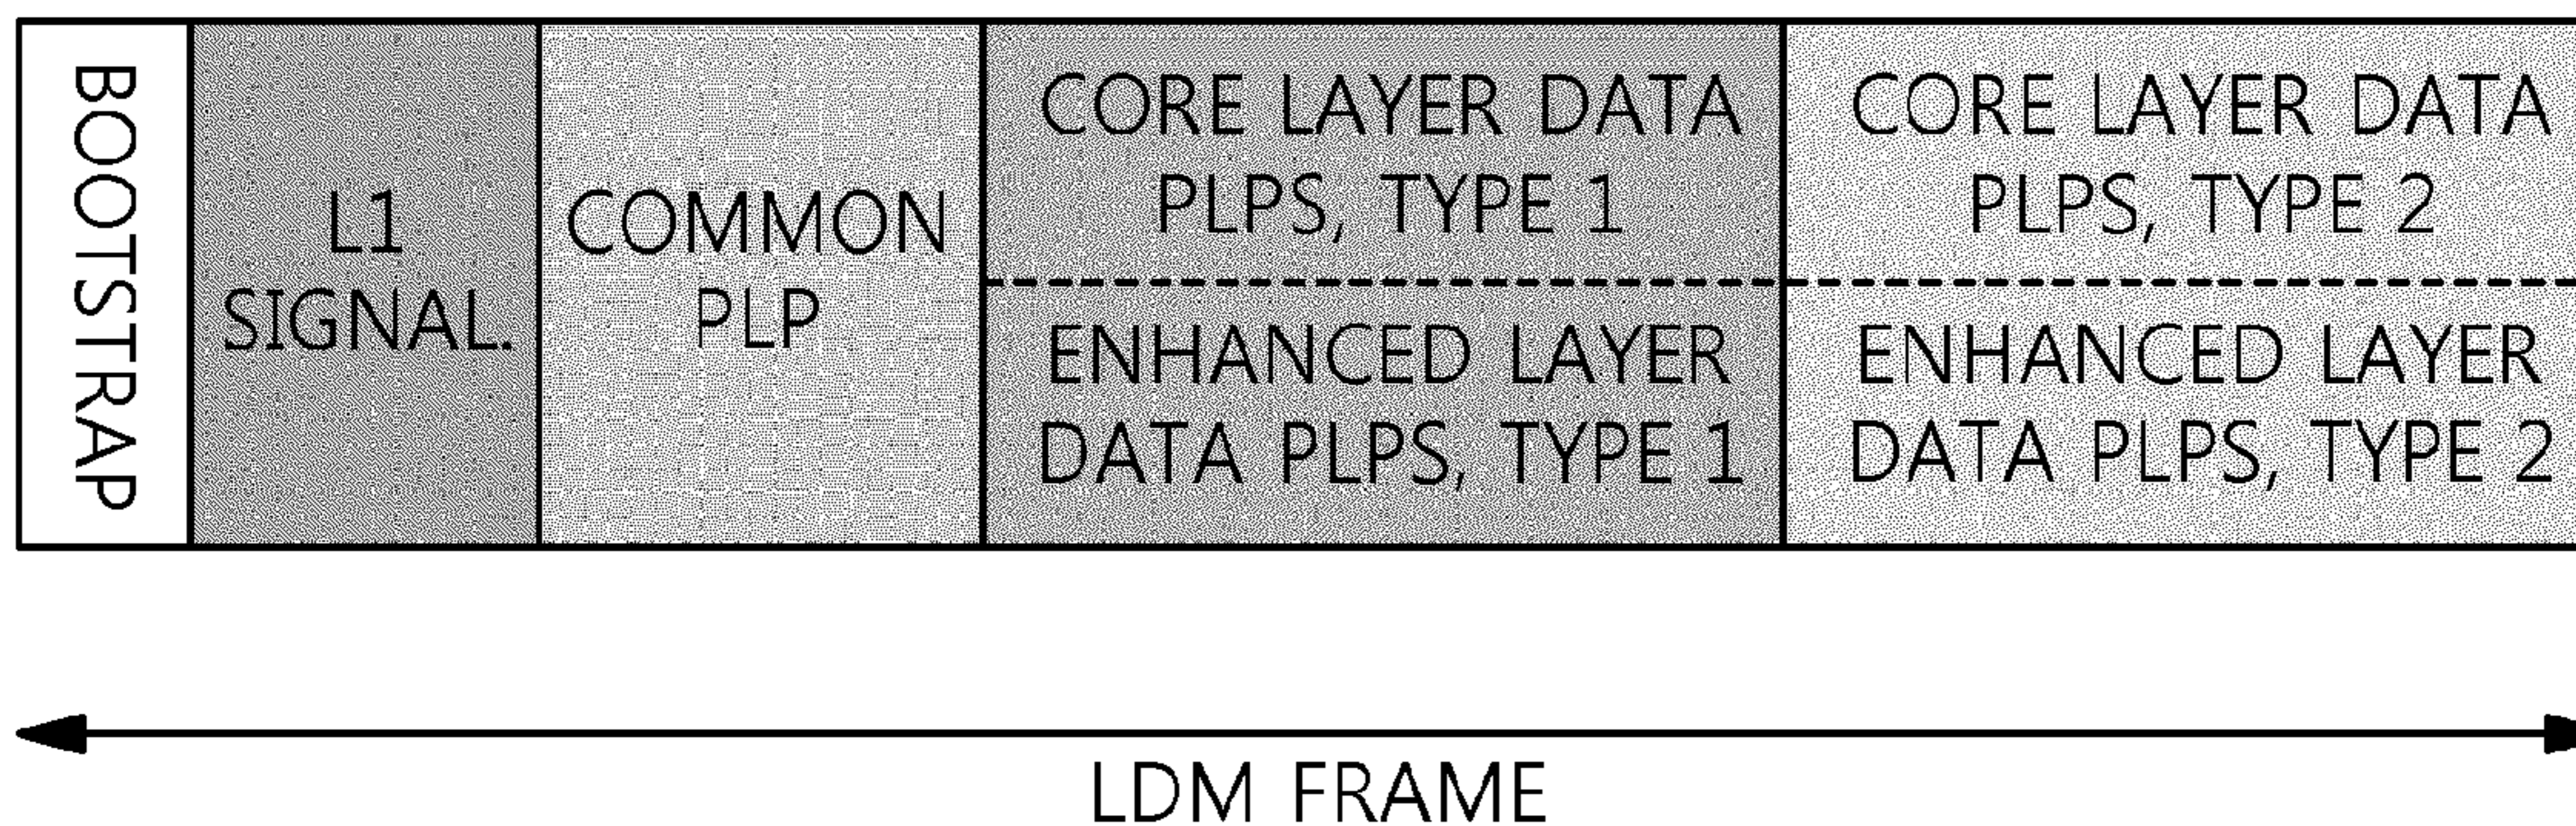 BOOTSTRAP
L1
SIGNAL.
COMMON
PLP
CORE LAYER DATA
PLPS, TYPE 1
ENHANCED LAYER
DATA PLPS, TYPE 1
CORE LAYER DATA
PLPS, TYPE 2
ENHANCED LAYER
DATA PLPS, TYPE 2
LDM FRAME